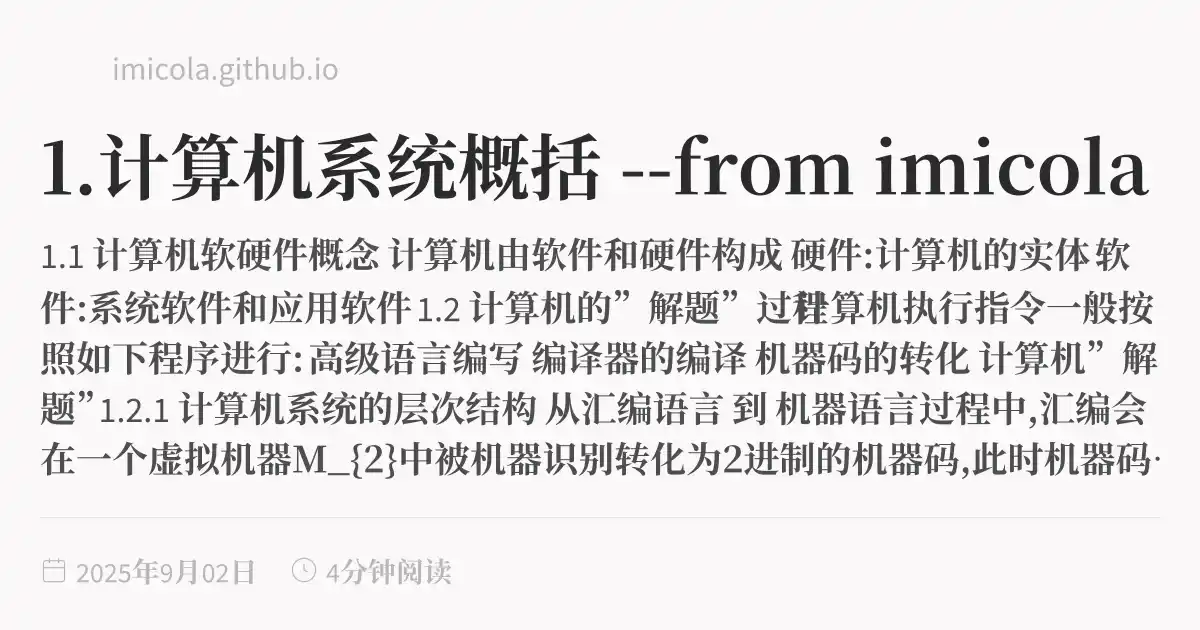 imicola.github.io
1.计算机系统概括 --from imicola
1.1 计算机软硬件概念 计算机由软件和硬件构成 硬件:计算机的实体 软
件:系统软件和应用软件 1.2 计算机的”解题”过程计算机执行指令一般按
照如下程序进行: 高级语言编写 编译器的编译 机器码的转化 计算机”解
题” 1.2.1 计算机系统的层次结构 从汇编语言 到 机器语言过程中,汇编会
在一个虚拟机器M_{2}中被机器识别转化为2进制的机器码,此时机器码·
2025年9月02日 4分钟阅读